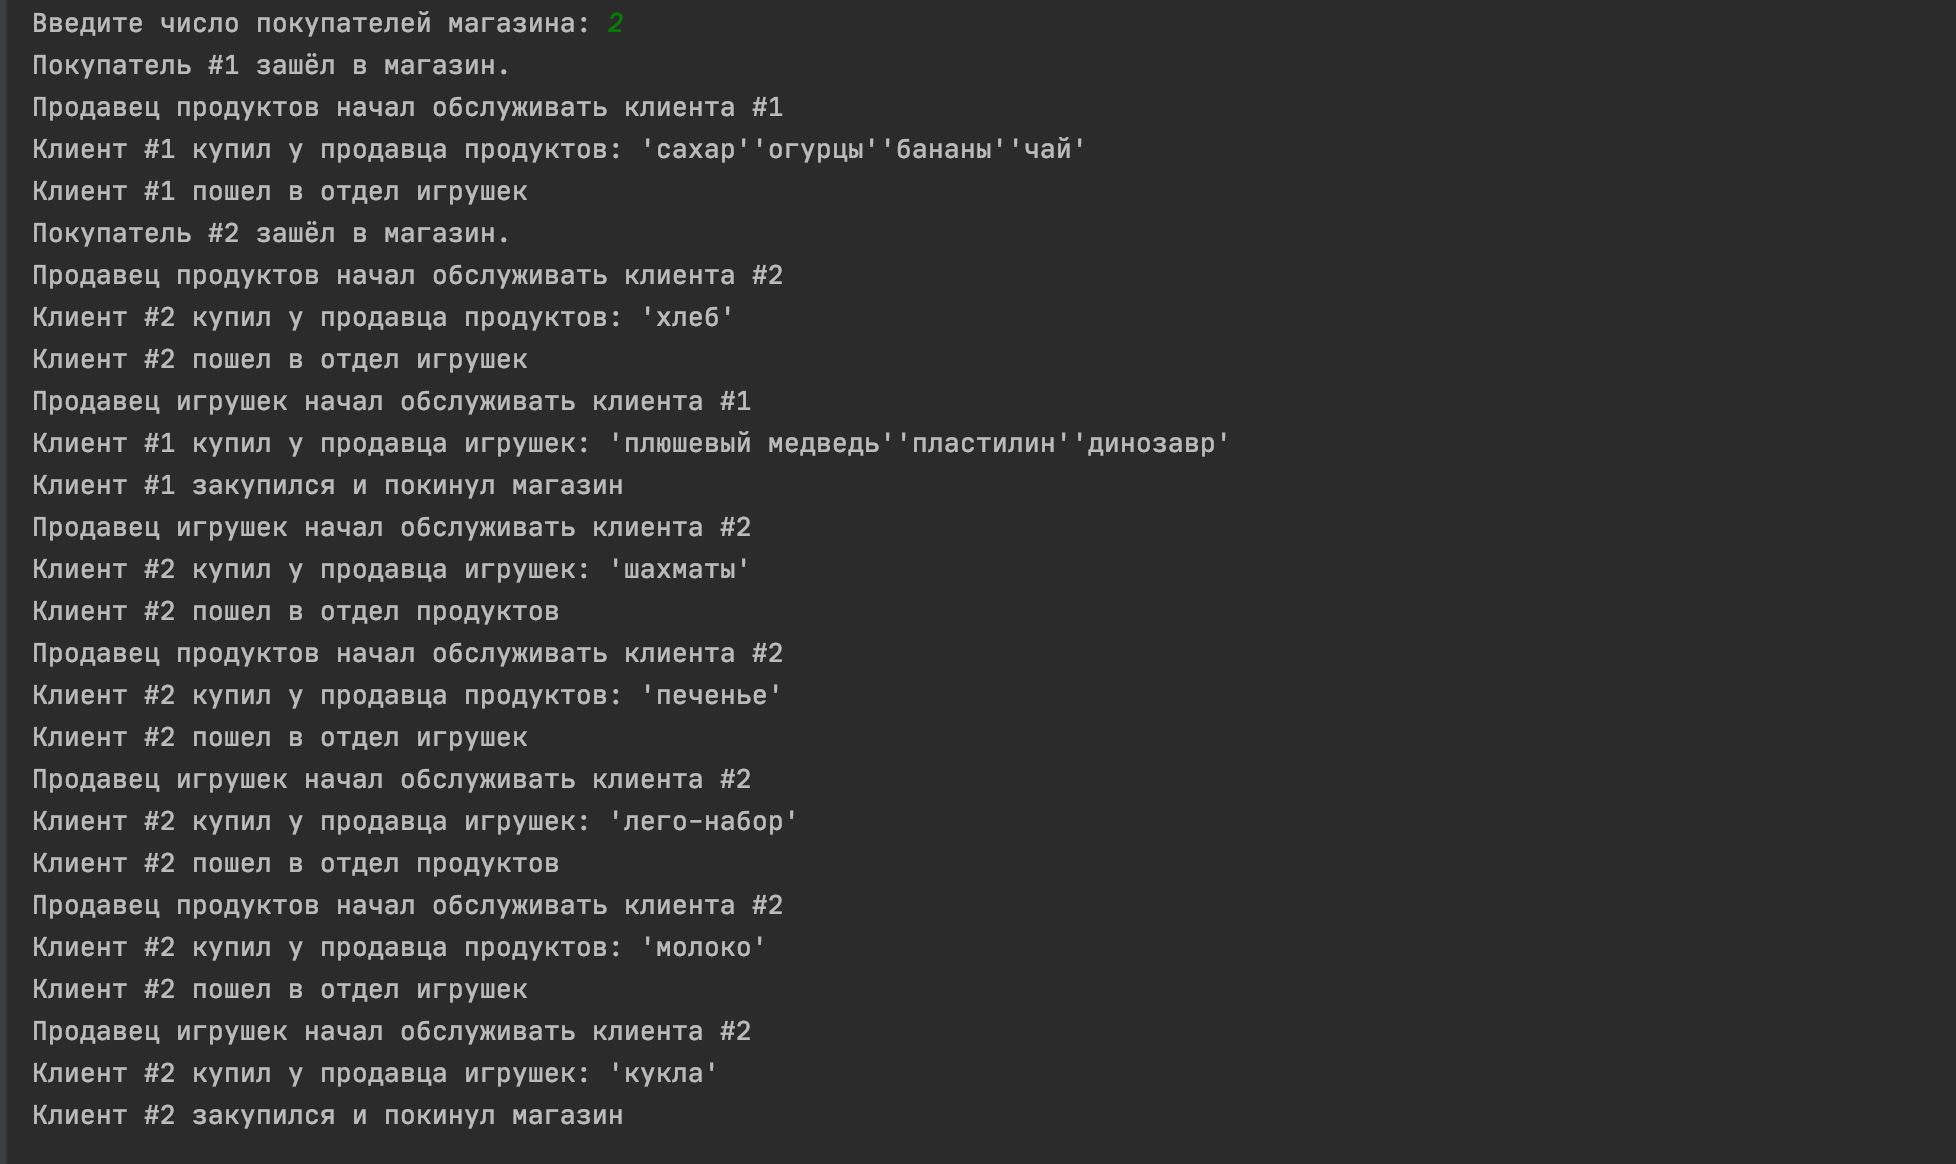 Введите число покупателей магазина: 2
Покупатель #1 зашёл в магазин.
Продавец продуктов начал обслуживать клиента #1
Клиент #1 купил у продавца продуктов: 'сахар''огурцы''бананы''чай'
Клиент #1 пошел в отдел игрушек
Покупатель #2 зашёл в магазин.
Продавец продуктов начал обслуживать клиента #2
Клиент #2 купил у продавца продуктов: 'хлеб'
Клиент #2 пошел в отдел игрушек
Продавец игрушек начал обслуживать клиента #1
Клиент #1 купил у продавца игрушек: 'плюшевый медведь''пластилин''динозавр'
Клиент #1 закупился и покинул магазин
Продавец игрушек начал обслуживать клиента #2
Клиент #2 купил у продавца игрушек: 'шахматы'
Клиент #2 пошел в отдел продуктов
Продавец продуктов начал обслуживать клиента #2
Клиент #2 купил у продавца продуктов: 'печенье'
Клиент #2 пошел в отдел игрушек
Продавец игрушек начал обслуживать клиента #2
Клиент #2 купил у продавца игрушек: 'лего-набор'
Клиент #2 пошел в отдел продуктов
Продавец продуктов начал обслуживать клиента #2
Клиент #2 купил у продавца продуктов: 'молоко'
Клиент #2 пошел в отдел игрушек
Продавец игрушек начал обслуживать клиента #2
Клиент #2 купил у продавца игрушек: 'кукла'
Клиент #2 закупился и покинул магазин